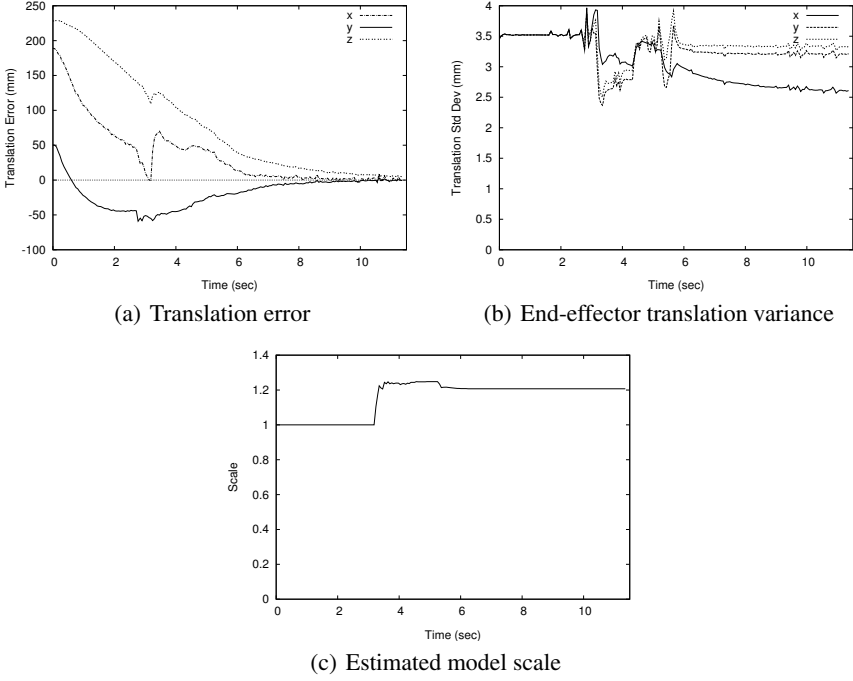 250
200
150
100
50
0
-50
-100
0 2 4 6 8 10
Translation Error (mm)
Time (sec)
x
y
z
(a) Translation error
4
3.5
3
2.5
2
1.5
1
0.5
0
0 2 4 6 8 10
Translation Std Dev (mm)
Time (sec)
x
y
z
(b) End-effector translation variance
1.4
1.2
1
0.8
0.6
0.4
0.2
0
0 2 4 6 8 10
Scale
Time (sec)
(c) Estimated model scale